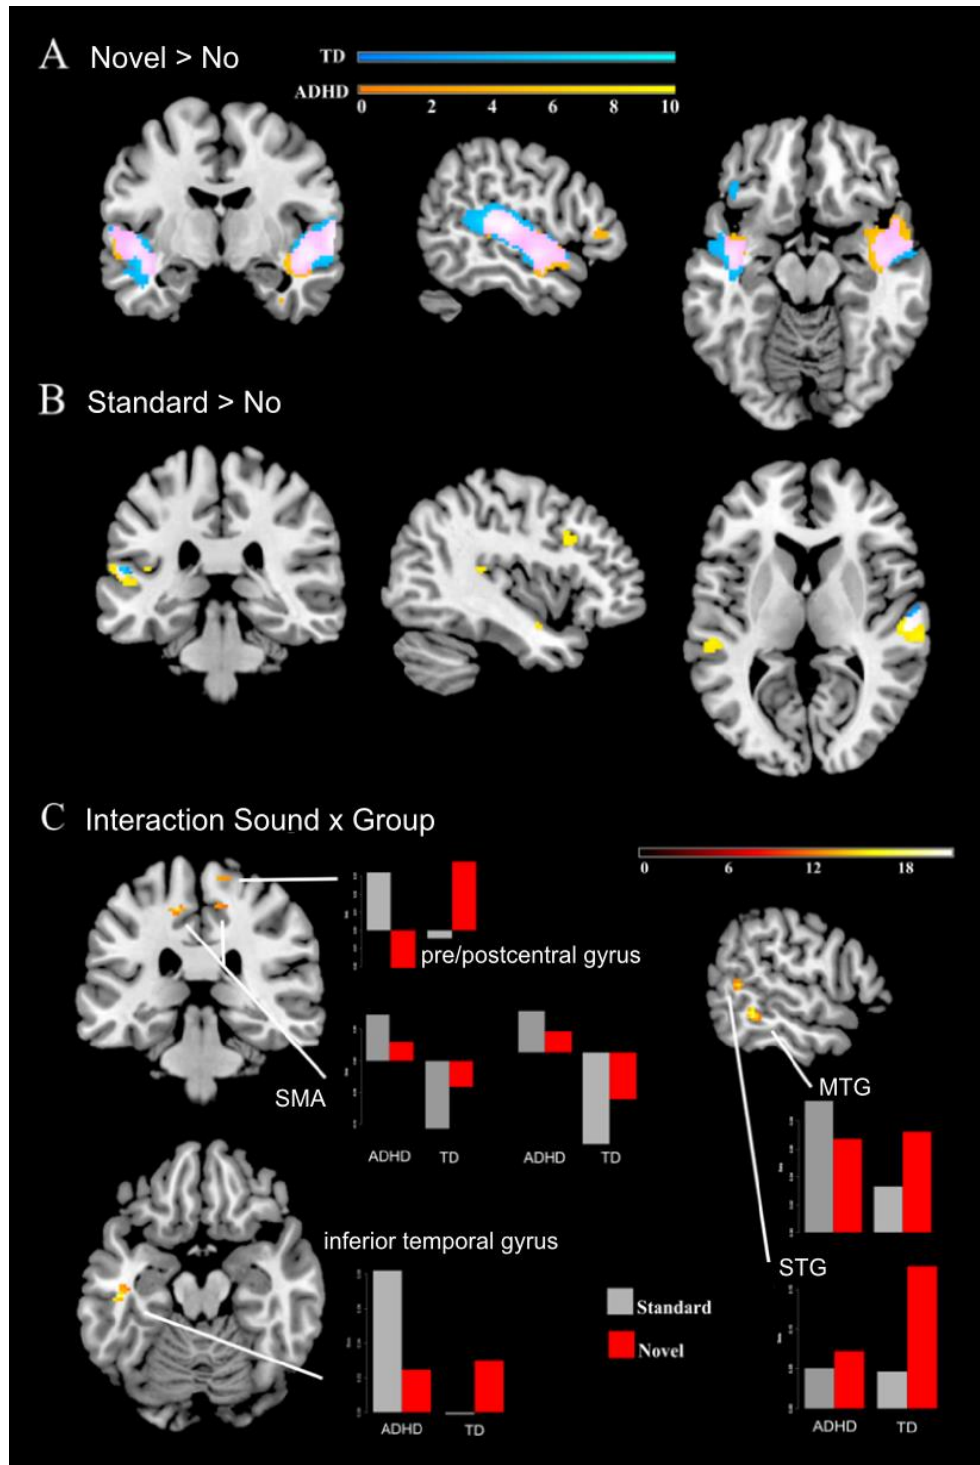 A Novel > No
TD
ADHD
0 2 4 6 8 10
B Standard > No
C Interaction Sound x Group
0 6 12 18
pre/postcentral gyrus
SMA
ADHD TD
ADHD TD
MTG
STG
inferior temporal gyrus
Standard
Novel
ADHD TD
ADHD TD